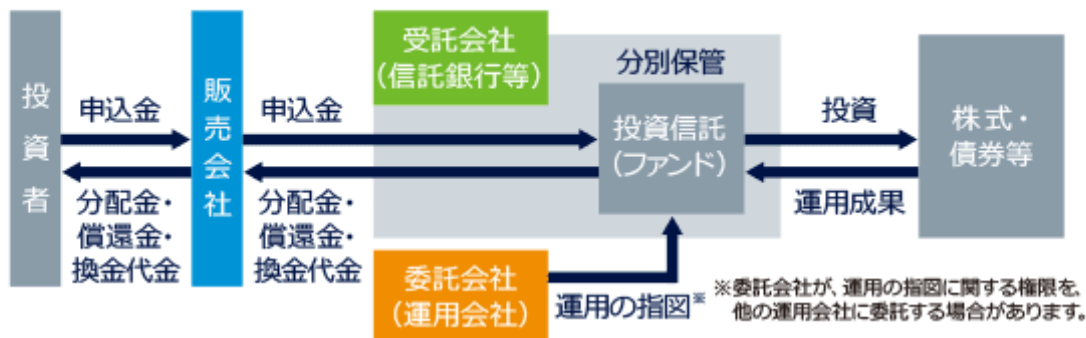 投資者
申込金
分配金・
償還金・
換金代金
販売会社
申込金
分配金・
償還金・
換金代金
受託会社
(信託銀行等)
分別保管
投資信託
(ファンド)
委託会社
(運用会社)
運用の指図※
投資
運用成果
株式・
債券等
※委託会社が、運用の指図に関する権限を、
他の運用会社に委託する場合があります。